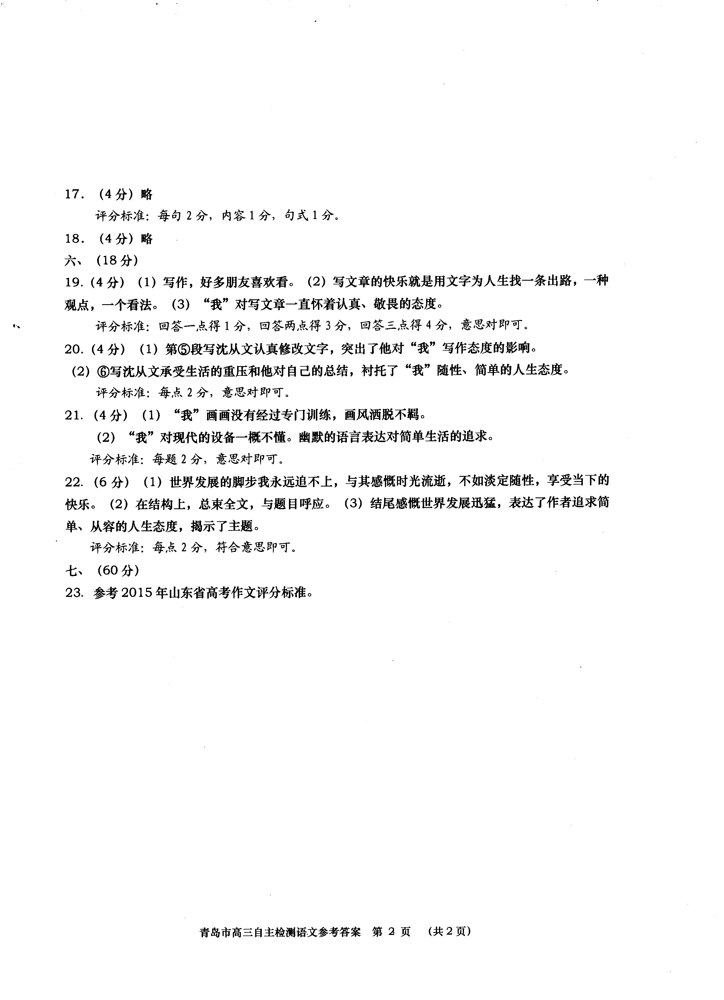 17. （4 分）略
评分标准：每句 2 分，内容 1 分，句式 1 分。
18. （4 分）略
六、（18 分）
19.（4 分）（1）写作，好多朋友喜欢看。（2）写文章的快乐就是用文字为人生找一条出路，一种
观点，一个看法。（3）“我”对写文章一直怀着认真、敬畏的态度。
评分标准：回答一点得 1 分，回答两点得 3 分，回答三点得 4 分，意思对即可。
20.（4 分）（1）第⑤段写沈从文认真修改文字，突出了他对“我”写作态度的影响。
（2）⑥写沈从文承受生活的重压和他对自己的总结，衬托了“我”随性、简单的人生态度。
评分标准：每点 2 分，意思对即可。
21.（4 分）（1）“我”画画没有经过专门训练，画风洒脱不羁。
（2）“我”对现代的设备一概不懂。幽默的语言表达对简单生活的追求。
评分标准：每题 2 分，意思对即可。
22.（6 分）（1）世界发展的脚步我永远追不上，与其感慨时光流逝，不如淡定随性，享受当下的
快乐。（2）在结构上，总束全文，与题目呼应。（3）结尾感慨世界发展迅猛，表达了作者追求简
单、从容的人生态度，揭示了主题。
评分标准：每点 2 分，符合意思即可。
七、（60 分）
23. 参考 2015 年山东省高考作文评分标准。
青岛市高三自主检测语文参考答案 第 2 页 （共 2 页）